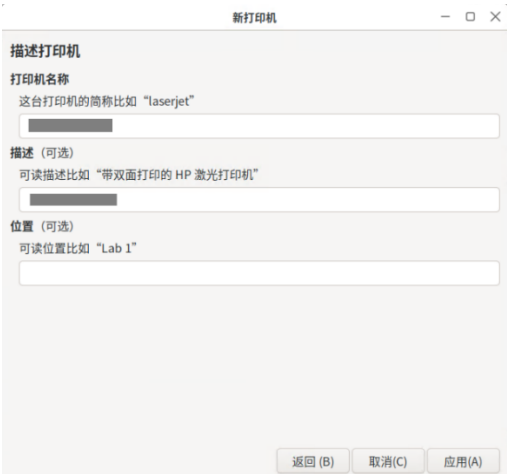 新打印机
描述打印机
打印机名称
这台打印机的简称比如“laserjet”
描述（可选）
可读描述比如“带双面打印的 HP 激光打印机”
位置（可选）
可读位置比如“Lab 1”
返回 (B) 取消(C) 应用(A)